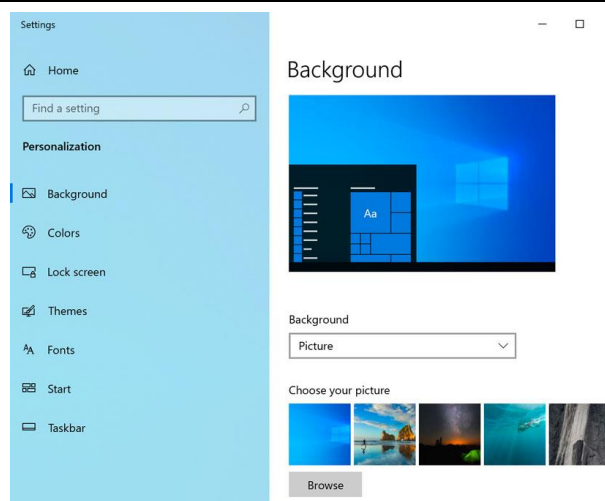 Settings
Home
Find a setting
Personalization
Background
Colors
Lock screen
Themes
Fonts
Start
Taskbar
Background
Aa
Background
Picture
Choose your picture
Browse